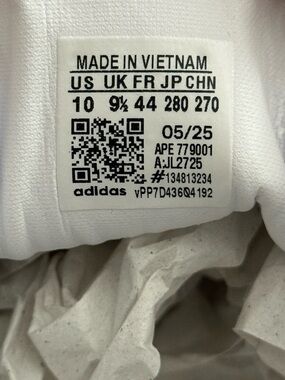 MADE IN VIETNAM
US UK FR JP CHN
10 9½ 44 280 270
05/25
APE 779001
A:JL2725
#134813234
adidas vPP7D436Q4192